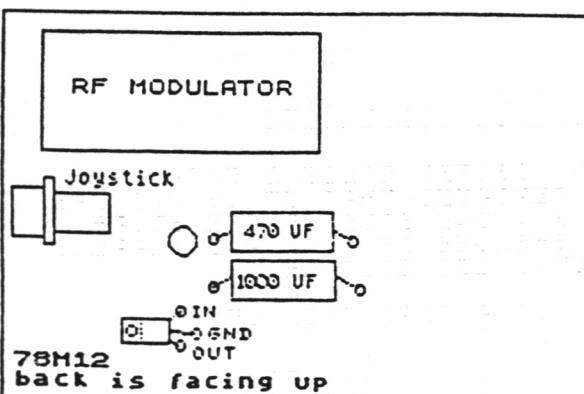 RF MODULATOR
Joystick
470 UF
1000 UF
IN
GND
OUT
78M12
back is facing up